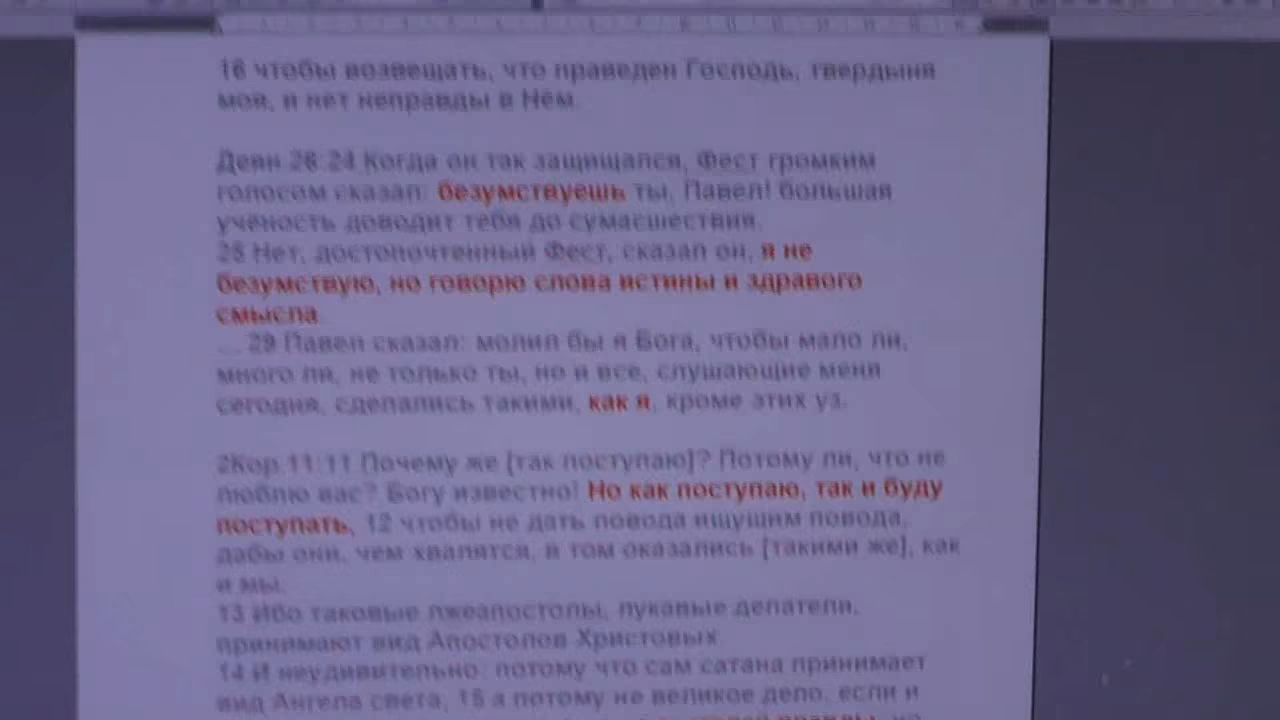 16 чтобы возвещать, что праведен Господь, твердыня
моя, и нет неправды в Нём.
Деян.26:24 Когда он так защищался, Фест громким
голосом сказал: безумствуешь ты, Павел! большая
учёность доводит тебя до сумасшествия.
25 Нет, достопочтенный Фест, сказал он, я не
безумствую, но говорю слова истины и здравого
смысла.
... 29 Павел сказал: молил бы я Бога, чтобы мало ли,
много ли, не только ты, но и все, слушающие меня
сегодня, сделались такими, как я, кроме этих уз.
2Кор.11:11 Почему же [так поступаю]? Потому ли, что не
люблю вас? Богу известно! Но как поступаю, так и буду
поступать, 12 чтобы не дать повода ищущим повода,
дабы они, чем хвалятся, в том оказались [такими же], как
и мы.
13 Ибо таковые лжеапостолы, лукавые делатели,
принимают вид Апостолов Христовых
14 И неудивительно: потому что сам сатана принимает
вид Ангела света, 15 а потому не великое дело, если и